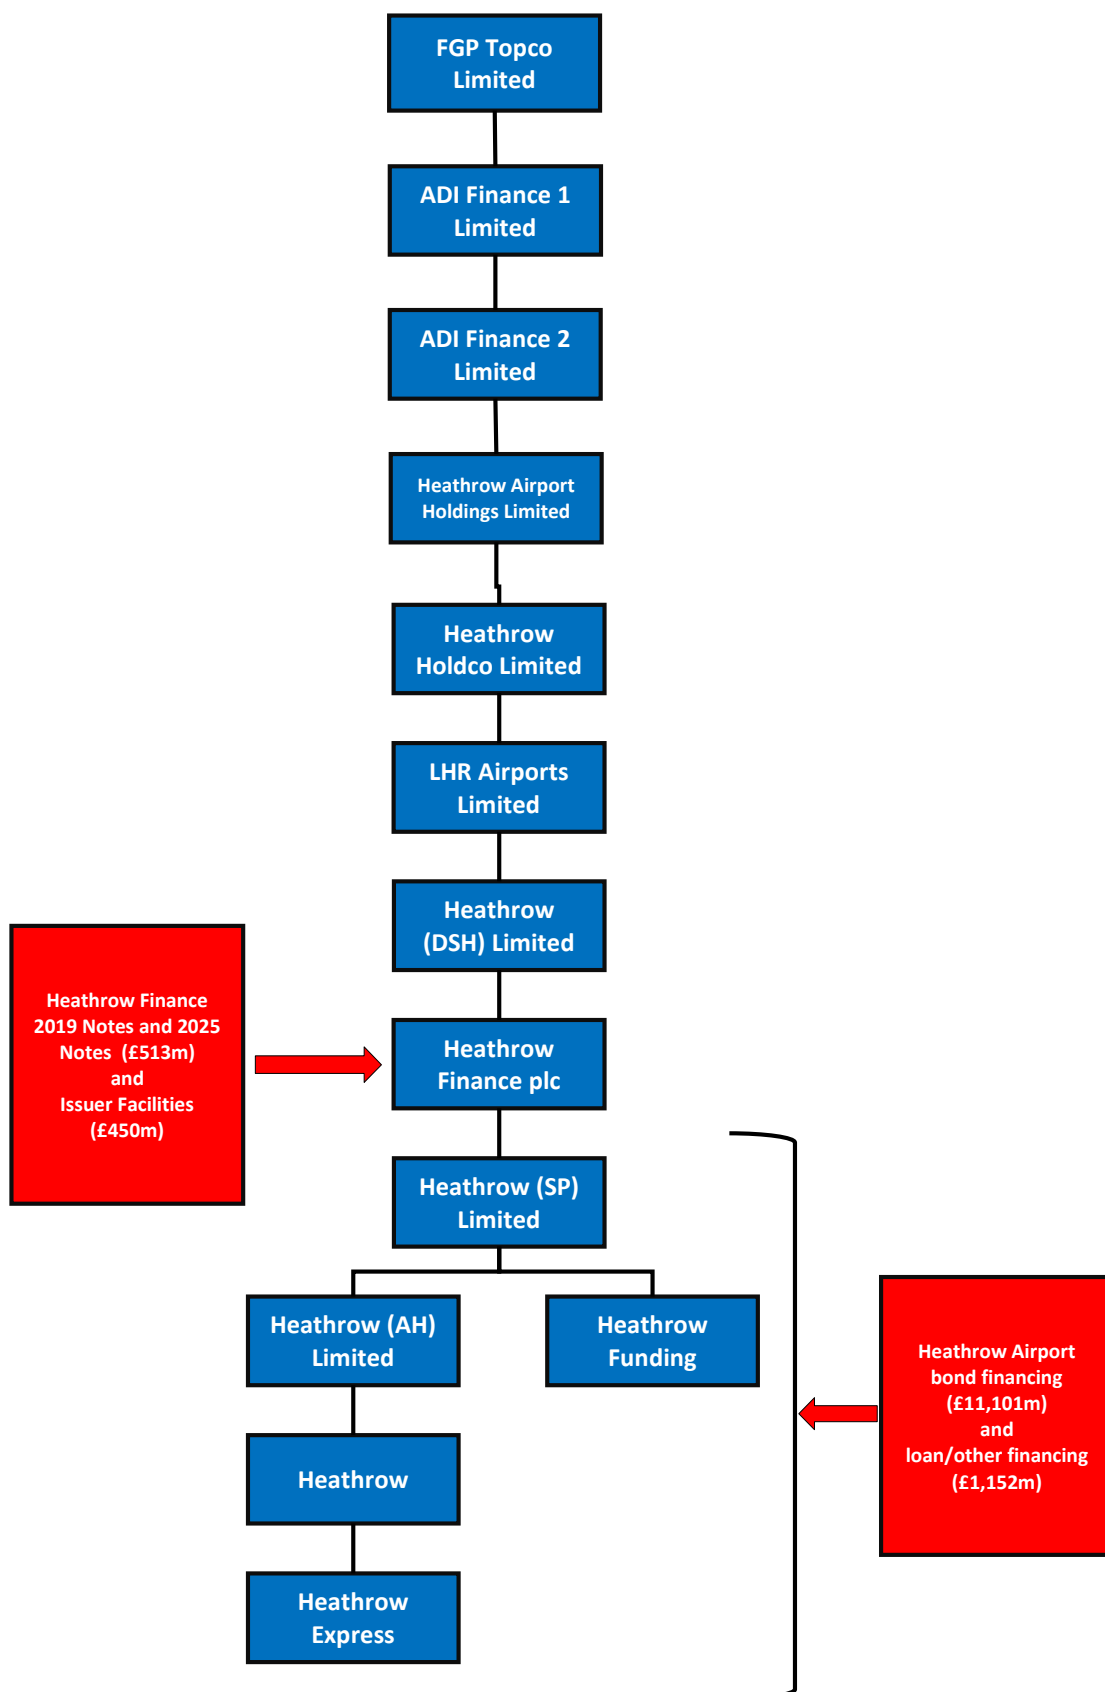 FGP Topco
Limited
ADI Finance 1
Limited
ADI Finance 2
Limited
Heathrow Airport
Holdings Limited
Heathrow
Holdco Limited
LHR Airports
Limited
Heathrow
(DSH) Limited
Heathrow Finance
2019 Notes and 2025
Notes (£513m)
and
Issuer Facilities
(£450m)
Heathrow
Finance plc
Heathrow (SP)
Limited
Heathrow (AH)
Limited
Heathrow
Funding
Heathrow Airport
bond financing
(£11,101m)
and
loan/other financing
(£1,152m)
Heathrow
Heathrow
Express